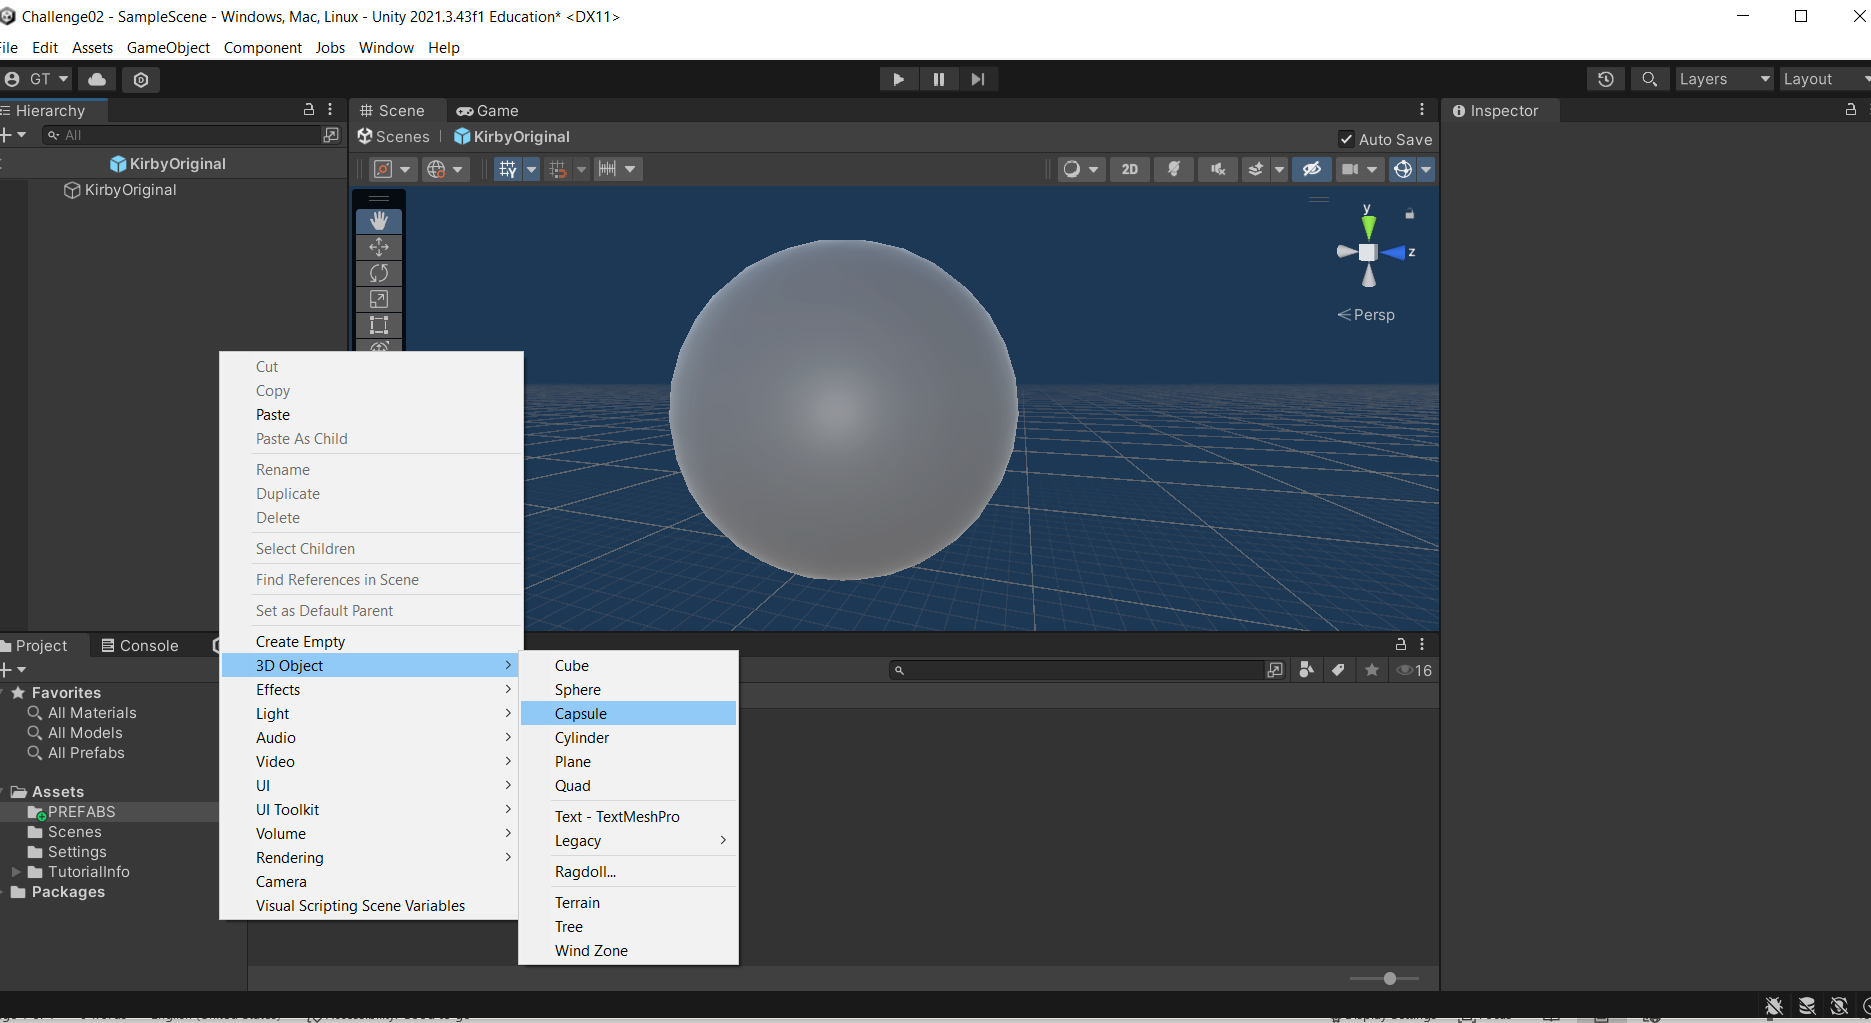 Challenge02 - SampleScene - Windows, Mac, Linux - Unity 2021.3.43f1 Education* <DX11>
File Edit Assets GameObject Component Jobs Window Help
GT
Layers
Layout
Hierarchy
Scene
Game
Inspector
All
Scenes
KirbyOriginal
Auto Save
KirbyOriginal
KirbyOriginal
2D
y
z
Persp
Cut
Copy
Paste
Paste As Child
Rename
Duplicate
Delete
Select Children
Find References in Scene
Set as Default Parent
Create Empty
3D Object
Effects
Light
Audio
Video
UI
UI Toolkit
Volume
Rendering
Camera
Visual Scripting Scene Variables
Cube
Sphere
Capsule
Cylinder
Plane
Quad
Text - TextMeshPro
Legacy
Ragdoll...
Terrain
Tree
Wind Zone
Project
Console
16
Favorites
All Materials
All Models
All Prefabs
Assets
PREFABS
Scenes
Settings
TutorialInfo
Packages